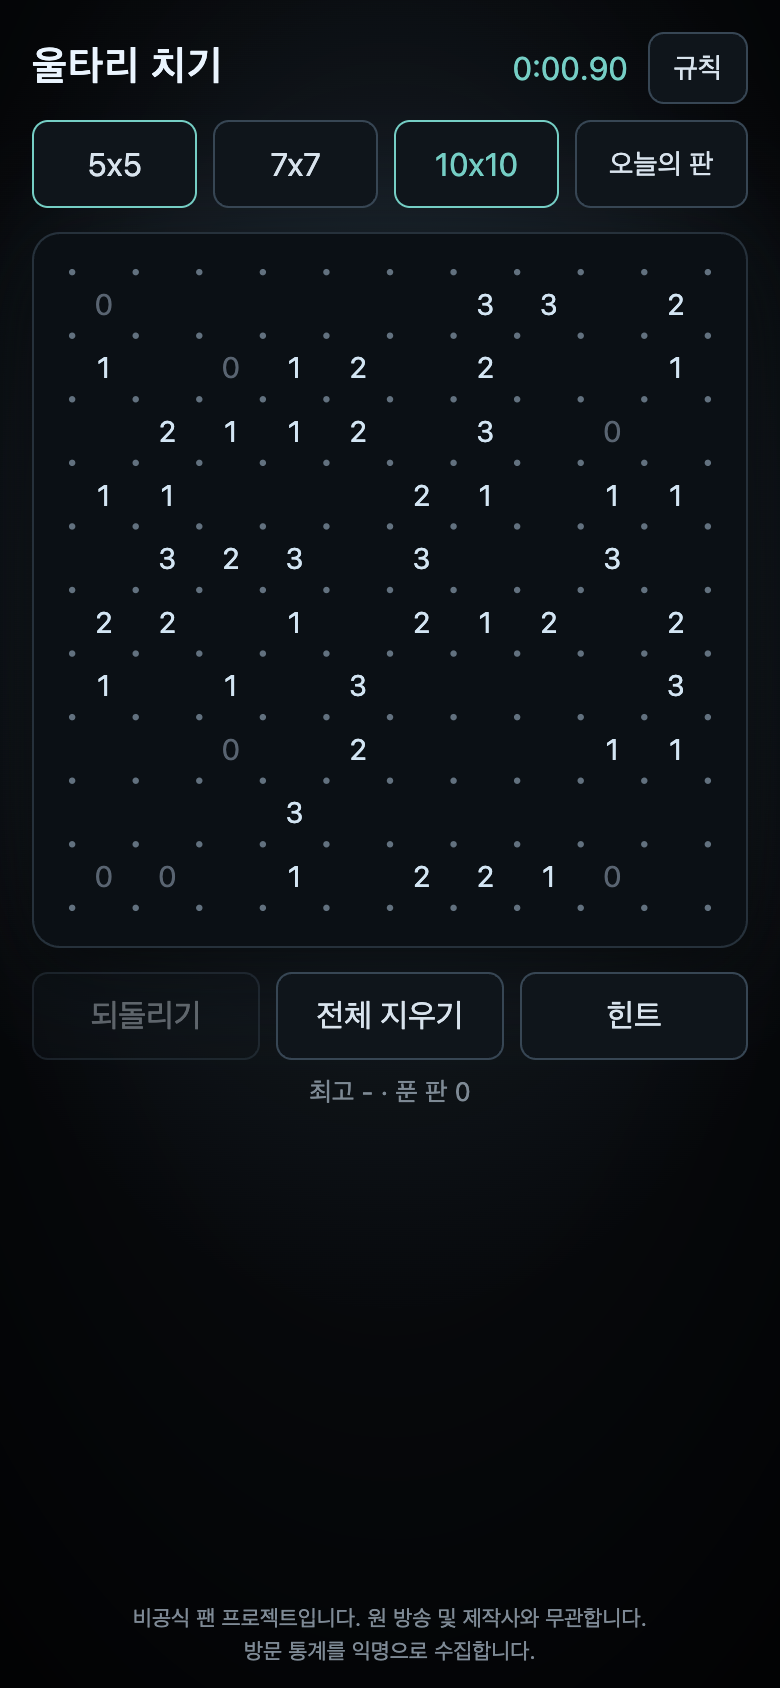 울타리 치기 0:00.90 규칙
5x5 7x7 10x10 오늘의 판
0 3 3 2
1 0 1 2 2 1
2 1 1 2 3 0
1 1 2 1 1 1
3 2 3 3 3
2 2 1 2 1 2 2
1 1 3 3
0 2 1 1
3
0 0 1 2 2 1 0
되돌리기 전체 지우기 힌트
최고 - · 푼 판 0
비공식 팬 프로젝트입니다. 원 방송 및 제작사와 무관합니다.
방문 통계를 익명으로 수집합니다.